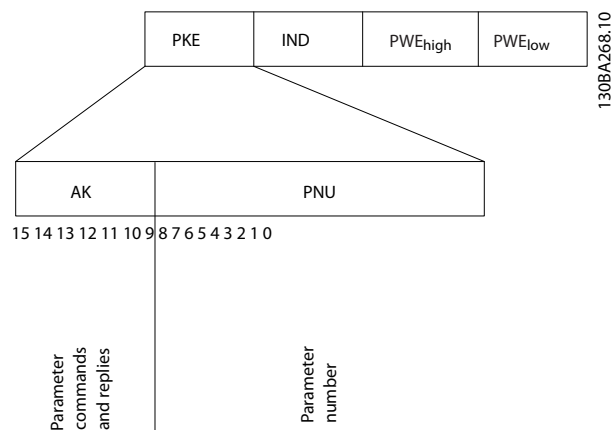 PKE IND PWEhigh PWElow
130BA268.10
AK PNU
15 14 13 12 11 10 9 8 7 6 5 4 3 2 1 0
Parameter
commands
and replies
Parameter
number